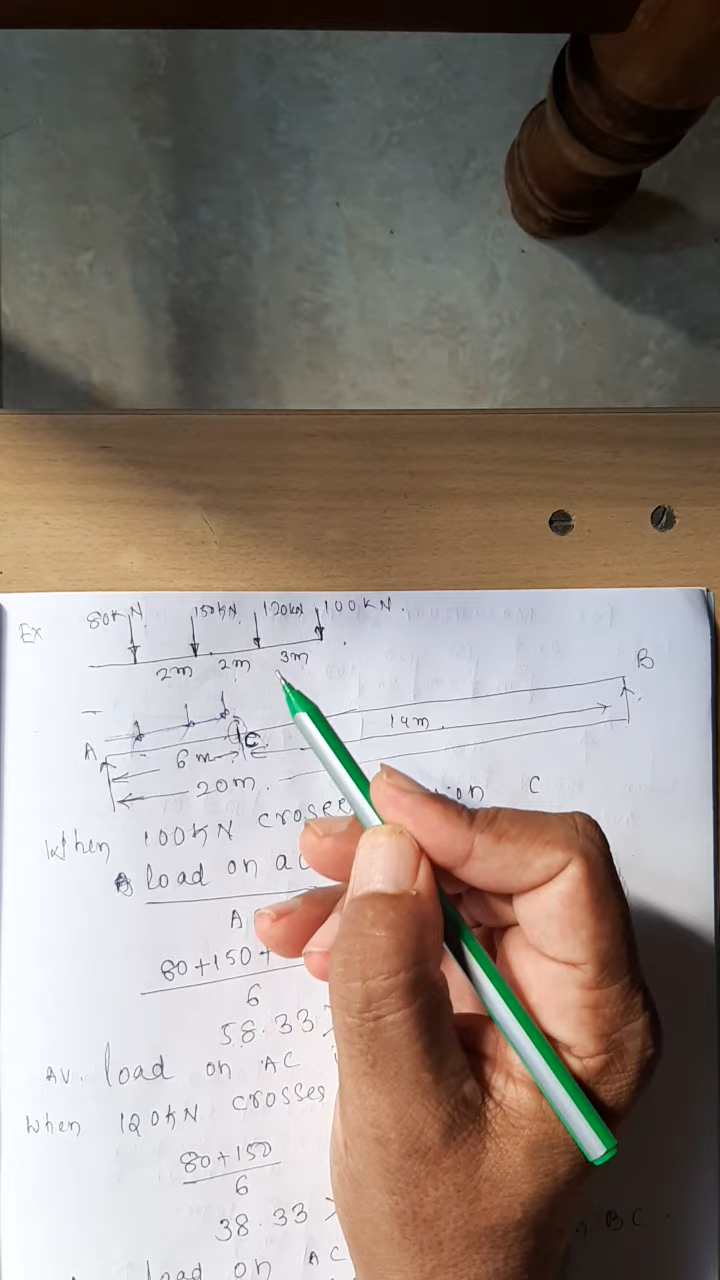 Ex 80KN 150KN 120KN 100KN.
2m 2m 3m
A C B
6m 14m
20m
When 100KN crosses C
load on AC
A
80+150+
6
58.33 >
AV. load on AC
When 120KN crosses
80+150
6
38.33 > BC.
load on AC